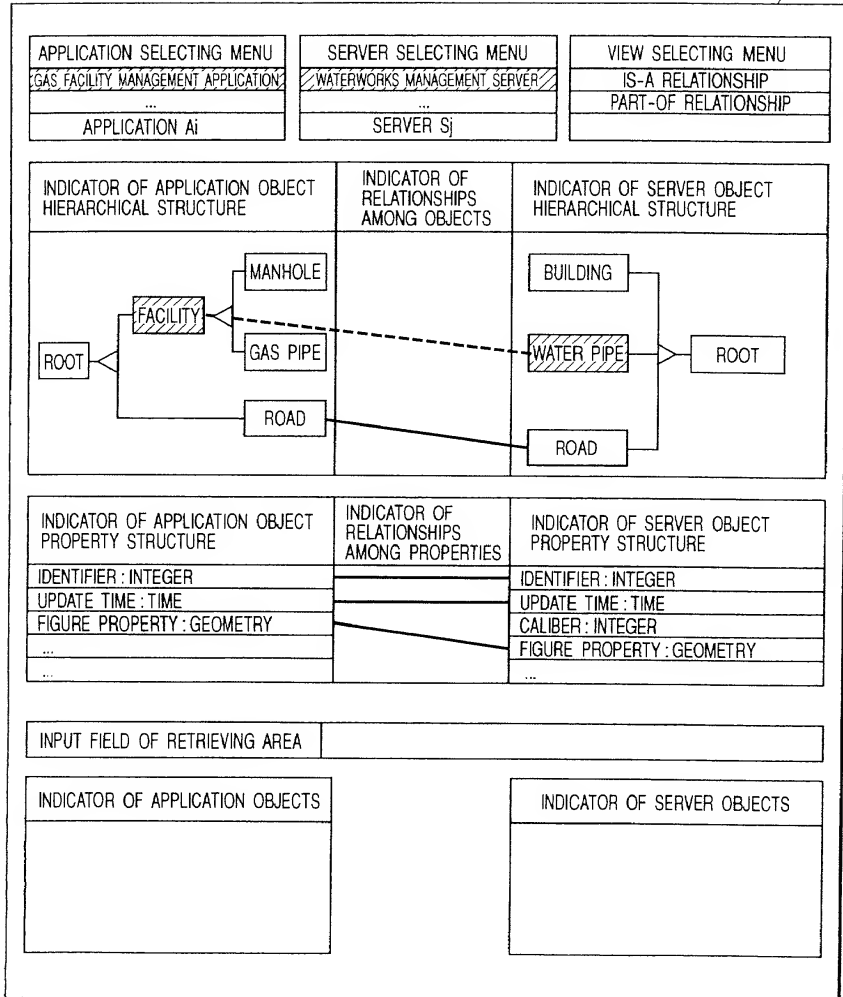 APPLICATION SELECTING MENU
GAS FACILITY MANAGEMENT APPLICATION
...
APPLICATION Ai
SERVER SELECTING MENU
WATERWORKS MANAGEMENT SERVER
...
SERVER Sj
VIEW SELECTING MENU
IS-A RELATIONSHIP
PART-OF RELATIONSHIP
INDICATOR OF APPLICATION OBJECT
HIERARCHICAL STRUCTURE
INDICATOR OF
RELATIONSHIPS
AMONG OBJECTS
INDICATOR OF SERVER OBJECT
HIERARCHICAL STRUCTURE
ROOT
FACILITY
MANHOLE
GAS PIPE
ROAD
BUILDING
WATER PIPE
ROAD
ROOT
INDICATOR OF APPLICATION OBJECT
PROPERTY STRUCTURE
IDENTIFIER : INTEGER
UPDATE TIME : TIME
FIGURE PROPERTY : GEOMETRY
...
...
INDICATOR OF
RELATIONSHIPS
AMONG PROPERTIES
INDICATOR OF SERVER OBJECT
PROPERTY STRUCTURE
IDENTIFIER : INTEGER
UPDATE TIME : TIME
CALIBER : INTEGER
FIGURE PROPERTY : GEOMETRY
...
INPUT FIELD OF RETRIEVING AREA
INDICATOR OF APPLICATION OBJECTS
INDICATOR OF SERVER OBJECTS